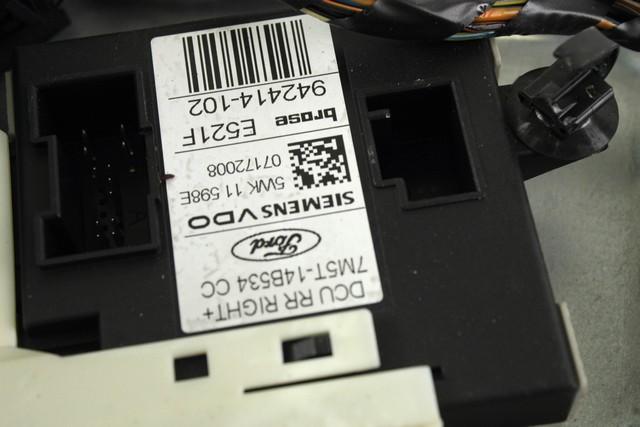 DCU RR RIGHT+
7M5T-14B534 CC
Ford
SIEMENS VDO
5WK 11 598E
07172008
brose E521F
942414-102